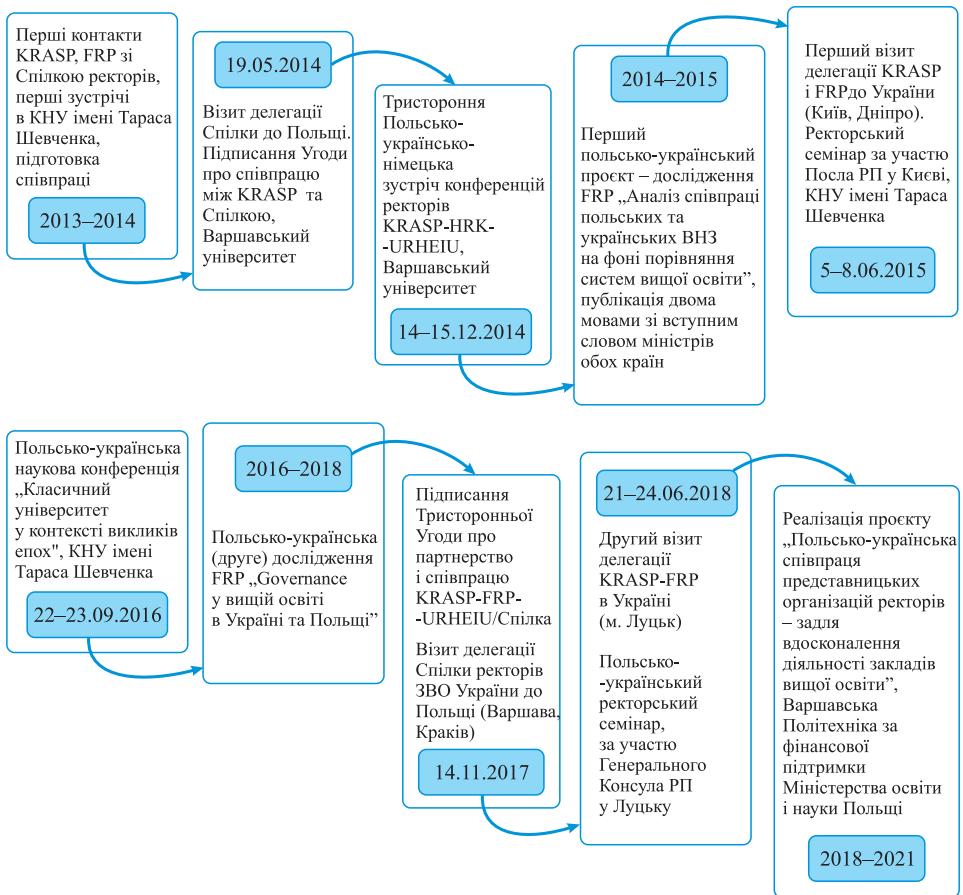 Перші контакти
KRASP, FRP зі
Спілкою ректорів,
перші зустрічі
в КНУ імені Тараса
Шевченка,
підготовка
співпраці
2013–2014
19.05.2014
Візит делегації
Спілки до Польщі.
Підписання Угоди
про співпрацю
між KRASP та
Спілкою,
Варшавський
університет
Тристороння
Польсько-
українсько-
німецька
зустріч конференцій
ректорів
KRASP-HRK-
-URHEIU,
Варшавський
університет
14–15.12.2014
2014–2015
Перший
польсько-український
проєкт – дослідження
FRP „Аналіз співпраці
польських та
українських ВНЗ
на фоні порівняння
систем вищої освіти”,
публікація двома
мовами зі вступним
словом міністрів
обох країн
Перший візит
делегації KRASP
і FRPдо України
(Київ, Дніпро).
Ректорський
семінар за участю
Посла РП у Києві,
КНУ імені Тараса
Шевченка
5–8.06.2015
Польсько-українська
наукова конференція
„Класичний
університет
у контексті викликів
епох", КНУ імені
Тараса Шевченка
22–23.09.2016
2016–2018
Польсько-українська
(друге) дослідження
FRP „Governance
у вищій освіті
в Україні та Польщі”
Підписання
Тристоронньої
Угоди про
партнерство
і співпрацю
KRASP-FRP-
-URHEIU/Спілка
Візит делегації
Спілки ректорів
ЗВО України до
Польщі (Варшава,
Краків)
14.11.2017
21–24.06.2018
Другий візит
делегації
KRASP-FRP
в Україні
(м. Луцьк)
Польсько-
-український
ректорський
семінар,
за участю
Генерального
Консула РП
у Луцьку
Реалізація проєкту
„Польсько-українська
співпраця
представницьких
організацій ректорів
– задля
вдосконалення
діяльності закладів
вищої освіти”,
Варшавська
Політехніка за
фінансової
підтримки
Міністерства освіти
і науки Польщі
2018–2021